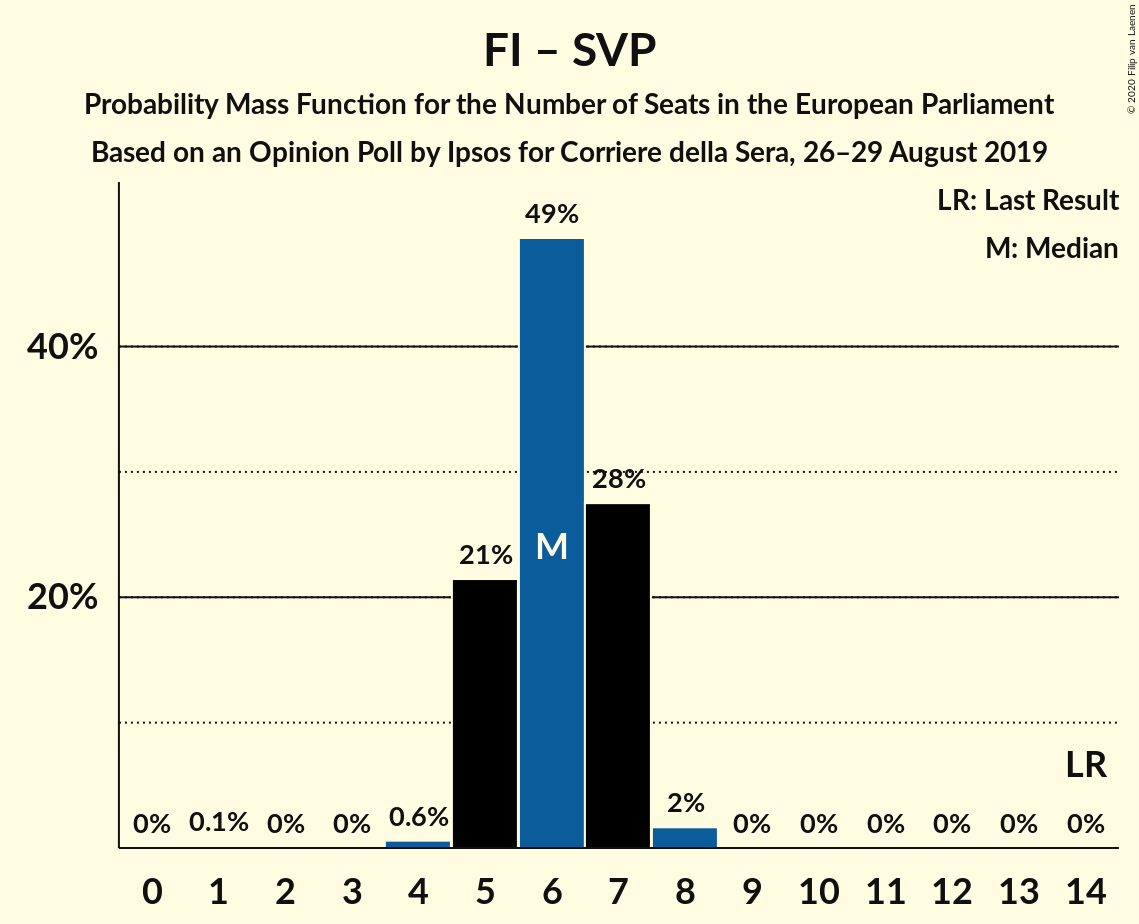 FI – SVP
Probability Mass Function for the Number of Seats in the European Parliament
Based on an Opinion Poll by Ipsos for Corriere della Sera, 26–29 August 2019
© 2020 Filip van Laenen
LR: Last Result
M: Median
49%
40%
28%
M
21%
20%
LR
0% 0.1% 0% 0% 0.6% 2% 0% 0% 0% 0% 0% 0%
0 1 2 3 4 5 6 7 8 9 10 11 12 13 14